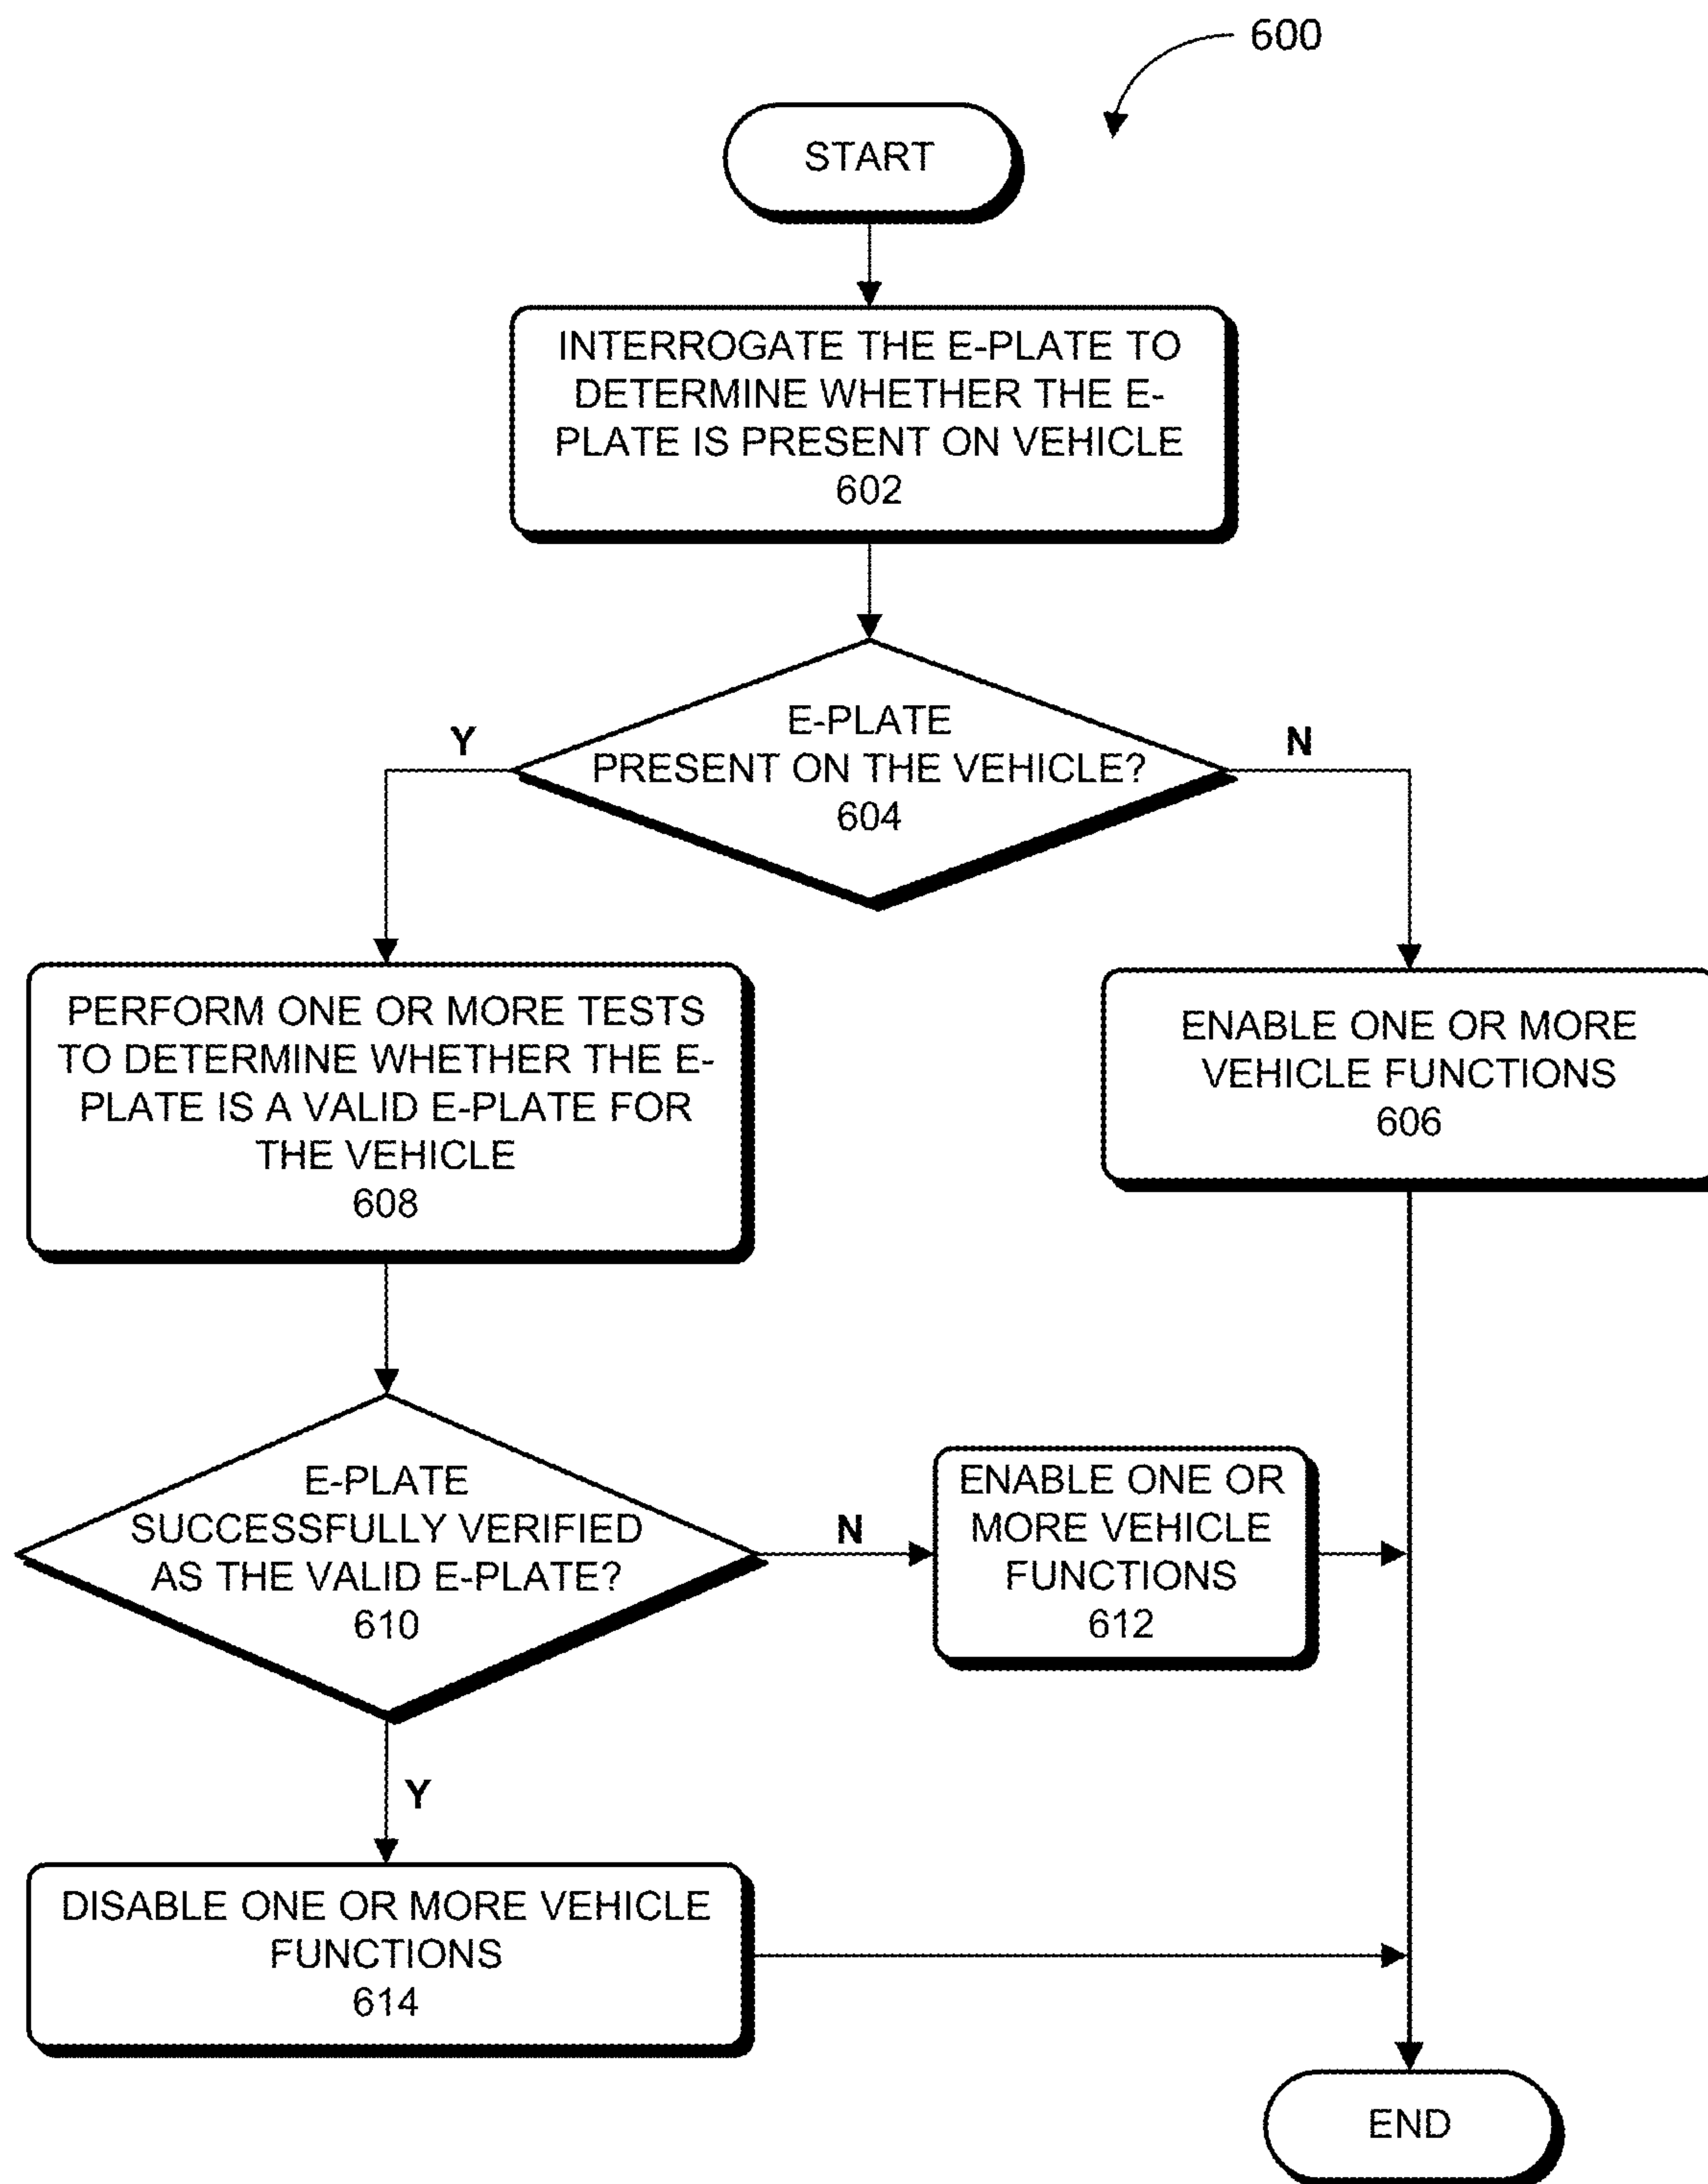 600
START
INTERROGATE THE E-PLATE TO
DETERMINE WHETHER THE E-
PLATE IS PRESENT ON VEHICLE
602
E-PLATE
PRESENT ON THE VEHICLE?
604
Y
N
PERFORM ONE OR MORE TESTS
TO DETERMINE WHETHER THE E-
PLATE IS A VALID E-PLATE FOR
THE VEHICLE
608
ENABLE ONE OR MORE
VEHICLE FUNCTIONS
606
E-PLATE
SUCCESSFULLY VERIFIED
AS THE VALID E-PLATE?
610
N
ENABLE ONE OR
MORE VEHICLE
FUNCTIONS
612
Y
DISABLE ONE OR MORE VEHICLE
FUNCTIONS
614
END